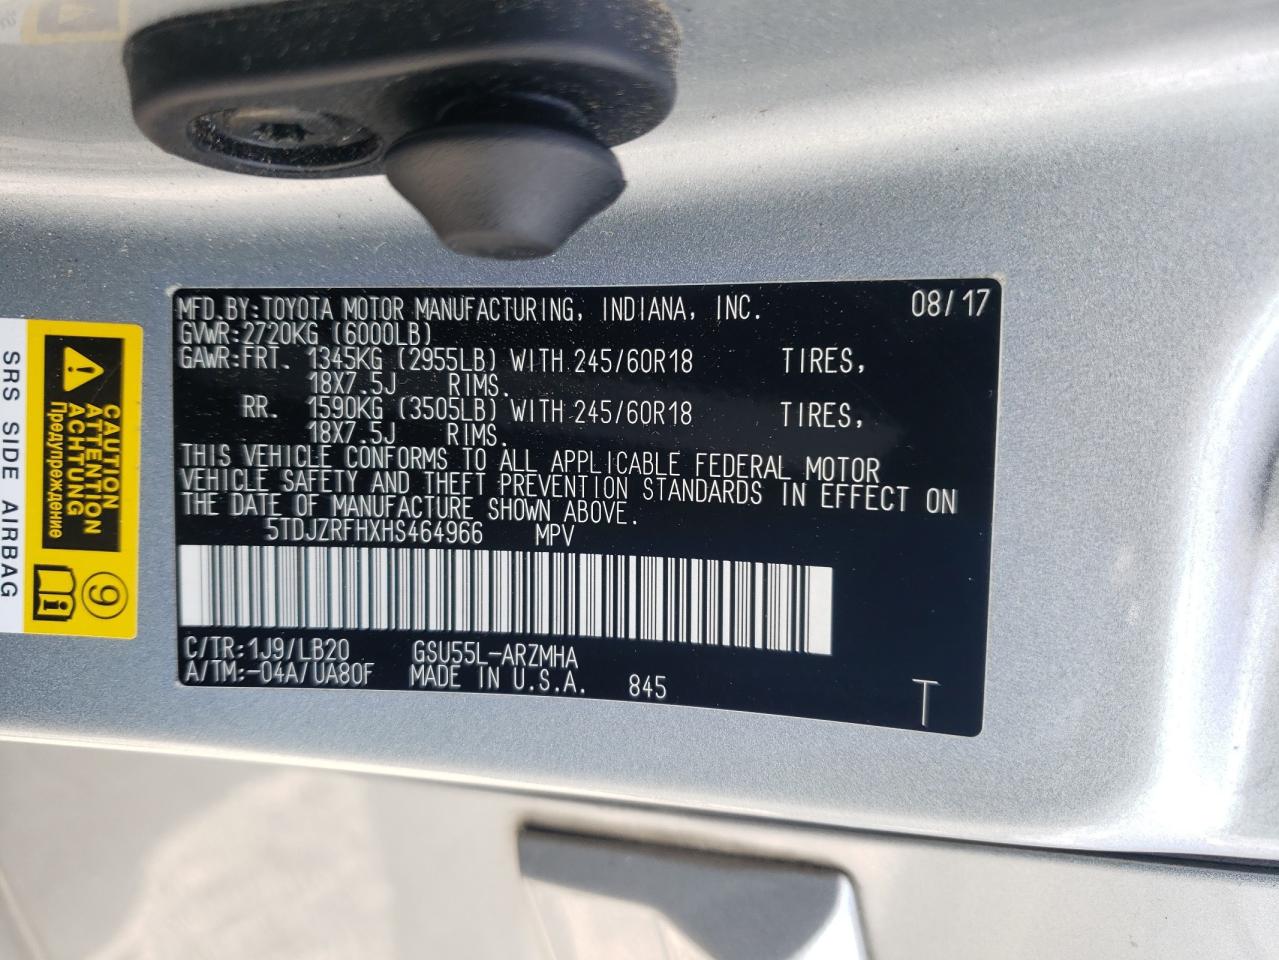 MFD.BY:TOYOTA MOTOR MANUFACTURING, INDIANA, INC. 08/17
GVWR:2720KG (6000LB)
GAWR:FRT. 1345KG (2955LB) WITH 245/60R18 TIRES,
18X7.5J RIMS.
RR. 1590KG (3505LB) WITH 245/60R18 TIRES,
18X7.5J RIMS.
THIS VEHICLE CONFORMS TO ALL APPLICABLE FEDERAL MOTOR
VEHICLE SAFETY AND THEFT PREVENTION STANDARDS IN EFFECT ON
THE DATE OF MANUFACTURE SHOWN ABOVE.
5TDJZRFHXHS464966 MPV
C/TR:1J9/LB20 GSU55L-ARZMHA
A/TM:-04A/UA80F MADE IN U.S.A. 845 T
CAUTION
ATTENTION
ACHTUNG
Предупреждение
9
SRS SIDE AIRBAG